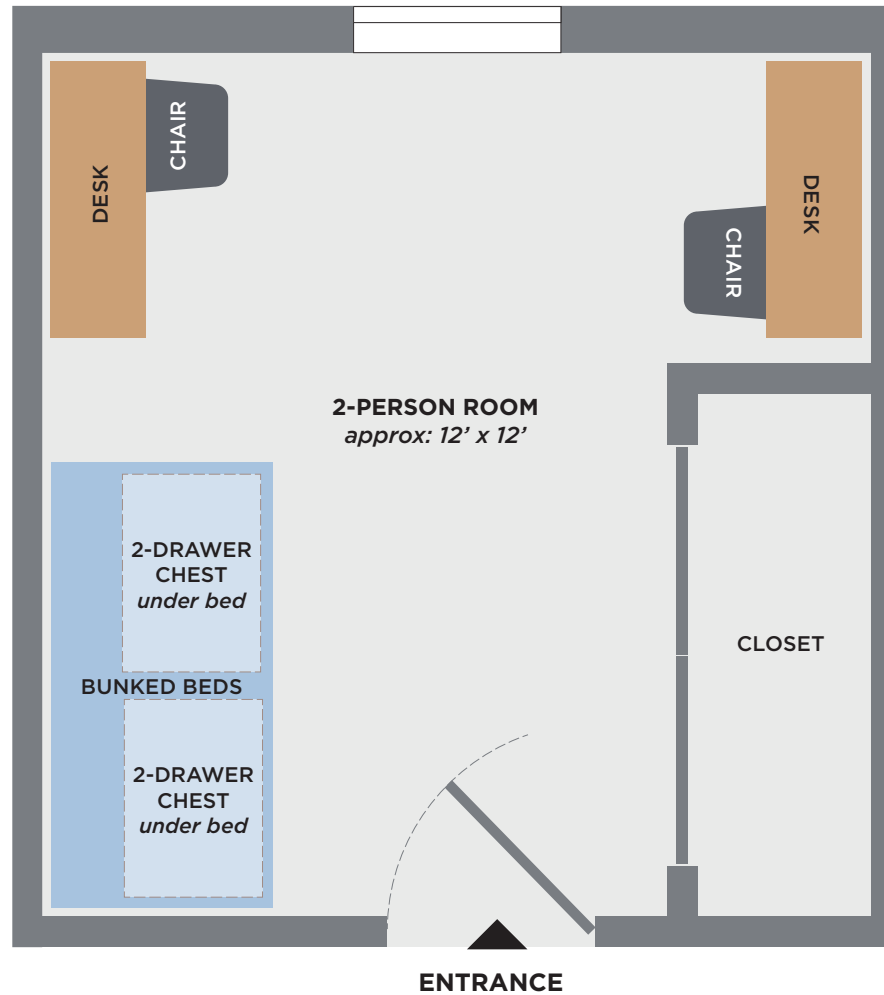 DESK
CHAIR
DESK
CHAIR
2-PERSON ROOM
approx: 12’ x 12’
2-DRAWER
CHEST
under bed
CLOSET
BUNKED BEDS
2-DRAWER
CHEST
under bed
ENTRANCE